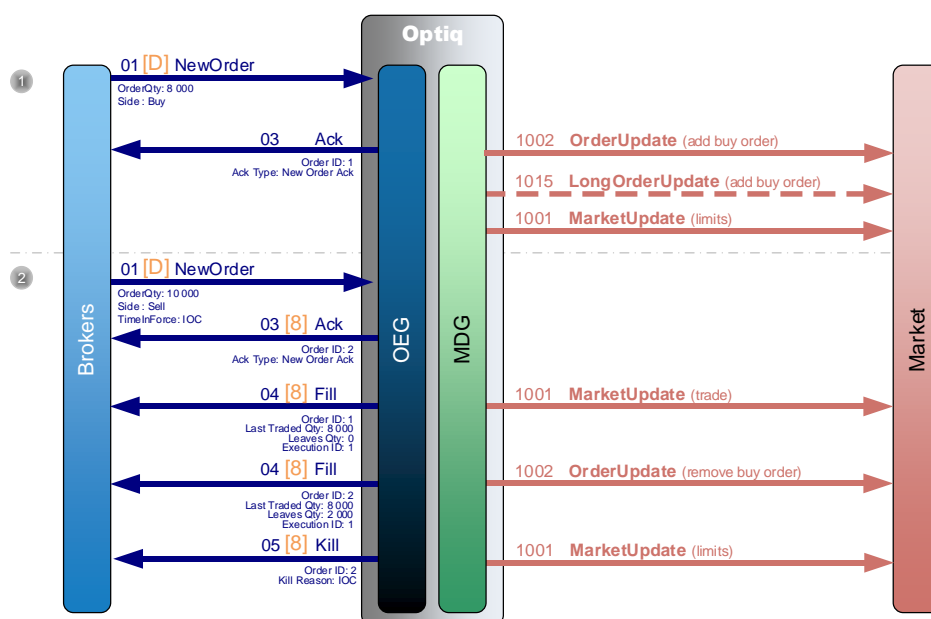 Optiq
1
01 [D] NewOrder
OrderQty: 8 000
Side : Buy
03 Ack
Order ID: 1
Ack Type: New Order Ack
1002 OrderUpdate (add buy order)
1015 LongOrderUpdate (add buy order)
1001 MarketUpdate (limits)
2
01 [D] NewOrder
OrderQty: 10 000
Side : Sell
TimeInForce: IOC
03 [8] Ack
Order ID: 2
Ack Type: New Order Ack
Brokers
OEG
MDG
Market
04 [8] Fill
Order ID: 1
Last Traded Qty: 8 000
Leaves Qty: 0
Execution ID: 1
1001 MarketUpdate (trade)
04 [8] Fill
Order ID: 2
Last Traded Qty: 8 000
Leaves Qty: 2 000
Execution ID: 1
1002 OrderUpdate (remove buy order)
05 [8] Kill
Order ID: 2
Kill Reason: IOC
1001 MarketUpdate (limits)